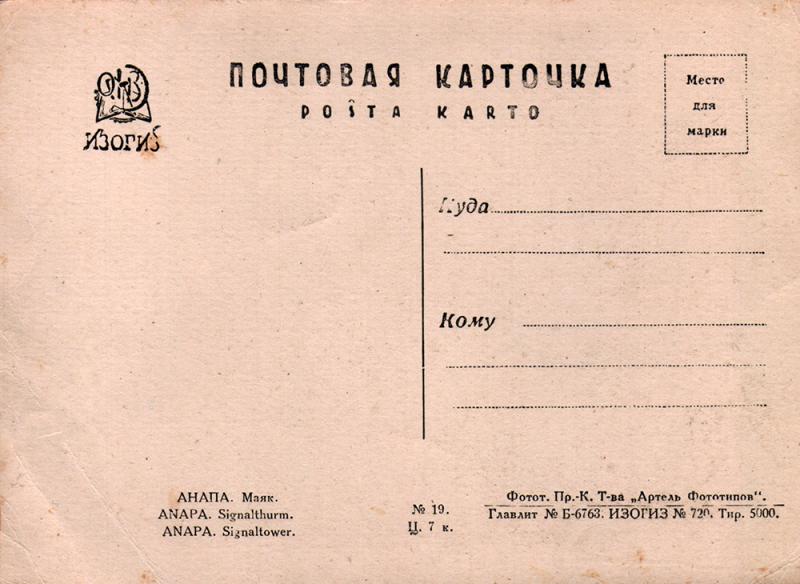 ПОЧТОВАЯ КАРТОЧКА
POŜTA KARTO
ИЗОГИЗ
Место
для
марки
Куда
Кому
АНАПА. Маяк.
ANAPA. Signalthurm.
ANAPA. Signaltower.
№ 19.
Ц. 7 к.
Фотот. Пр.-К. Т-ва „Артель Фототипов“.
Главлит № Б-6763. ИЗОГИЗ № 720. Тир. 5000.